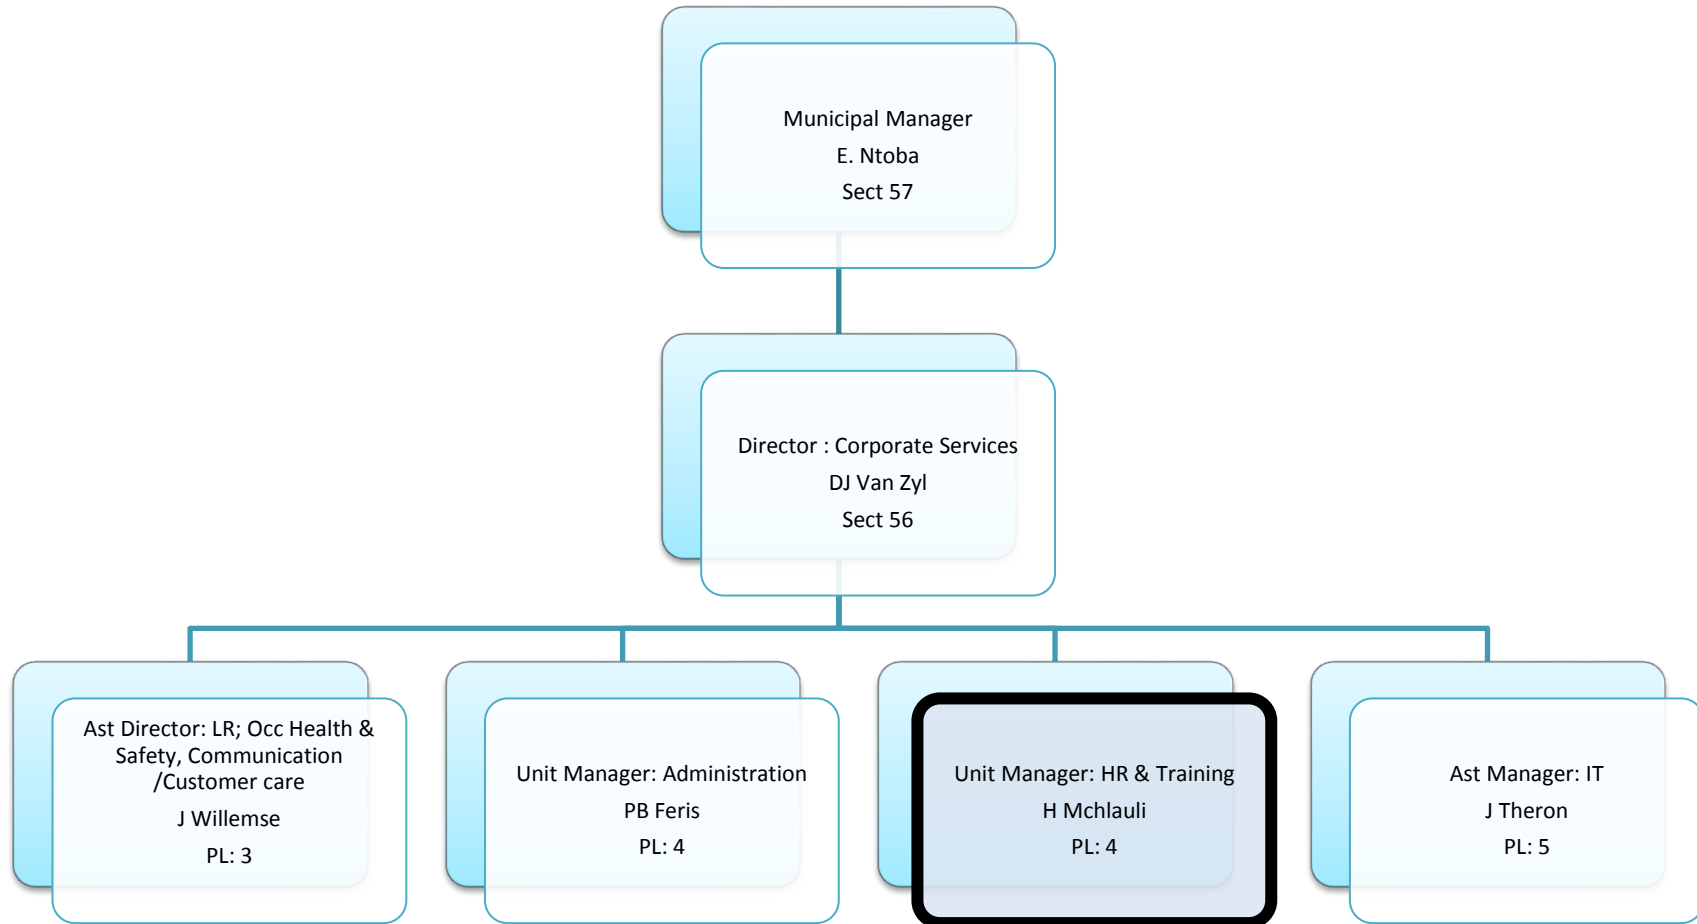 Municipal Manager
E. Ntoba
Sect 57
Director : Corporate Services
DJ Van Zyl
Sect 56
Ast Director: LR; Occ Health &
Safety, Communication
/Customer care
J Willemse
PL: 3
Unit Manager: Administration
PB Feris
PL: 4
Unit Manager: HR & Training
H Mchlauli
PL: 4
Ast Manager: IT
J Theron
PL: 5